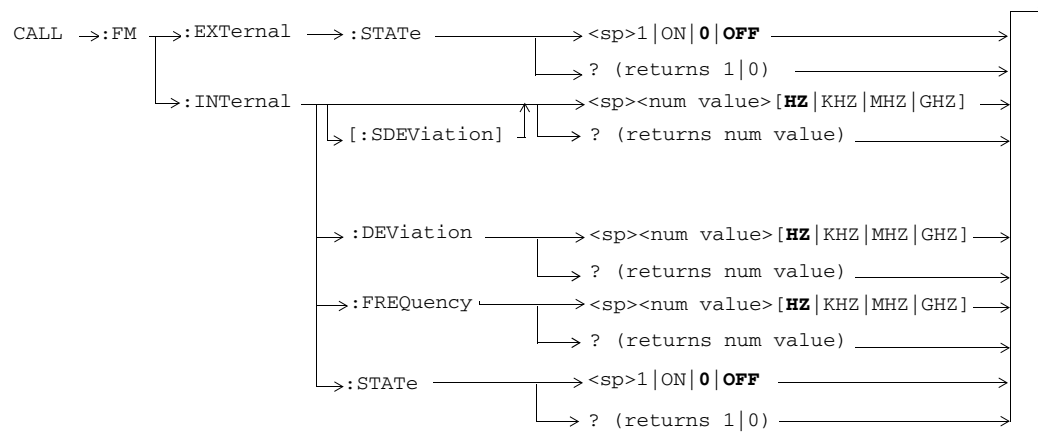 CALL :FM :EXTernal :STATe <sp>1|ON|0|OFF
? (returns 1|0)
:INTernal <sp><num value>[HZ|KHZ|MHZ|GHZ]
[:SDEViation] ? (returns num value)
:DEViation <sp><num value>[HZ|KHZ|MHZ|GHZ]
? (returns num value)
:FREQuency <sp><num value>[HZ|KHZ|MHZ|GHZ]
? (returns num value)
:STATe <sp>1|ON|0|OFF
? (returns 1|0)